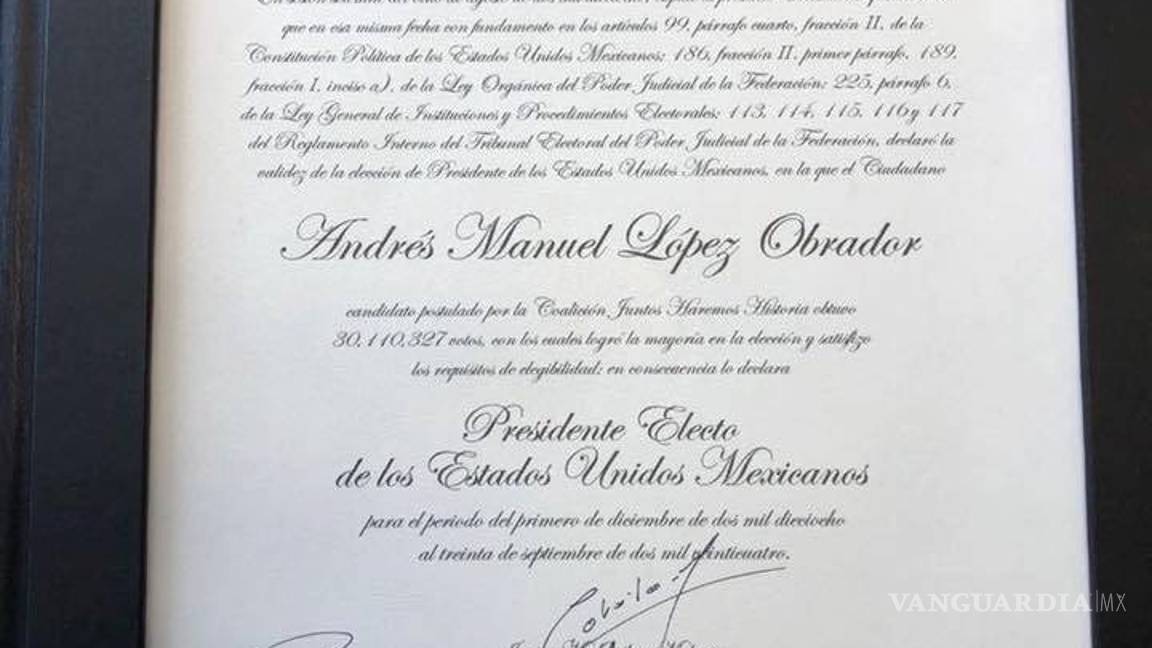 que en esa misma fecha con fundamento en los artículos 99, párrafo cuarto, fracción II, de la
Constitución Política de los Estados Unidos Mexicanos; 186, fracción II, primer párrafo, 189,
fracción I, inciso a), de la Ley Orgánica del Poder Judicial de la Federación; 225, párrafo 6,
de la Ley General de Instituciones y Procedimientos Electorales; 113, 114, 115, 116 y 117
del Reglamento Interno del Tribunal Electoral del Poder Judicial de la Federación, declaró la
validez de la elección de Presidente de los Estados Unidos Mexicanos, en la que el Ciudadano
Andrés Manuel López Obrador
candidato postulado por la Coalición Juntos Haremos Historia obtuvo
30,110,327 votos, con los cuales logró la mayoría en la elección y satisfizo
los requisitos de elegibilidad; en consecuencia lo declara
Presidente Electo
de los Estados Unidos Mexicanos
para el periodo del primero de diciembre de dos mil dieciocho
al treinta de septiembre de dos mil veinticuatro.
VANGUARDIA|MX